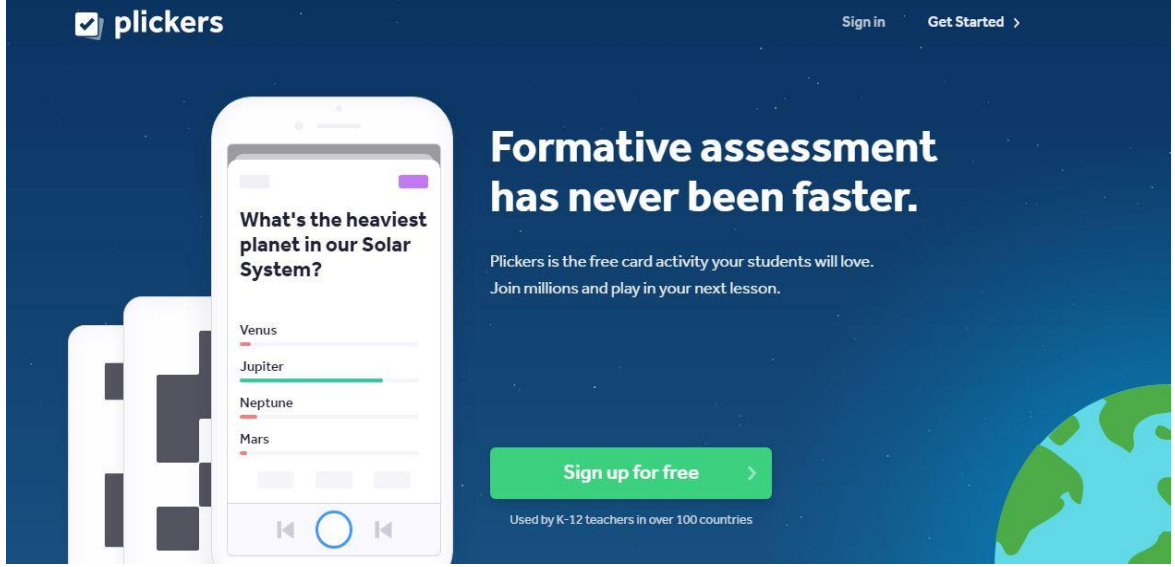 plickers
Sign in
Get Started
What's the heaviest
planet in our Solar
System?
Venus
Jupiter
Neptune
Mars
Formative assessment
has never been faster.
Plickers is the free card activity your students will love.
Join millions and play in your next lesson.
Sign up for free
Used by K-12 teachers in over 100 countries